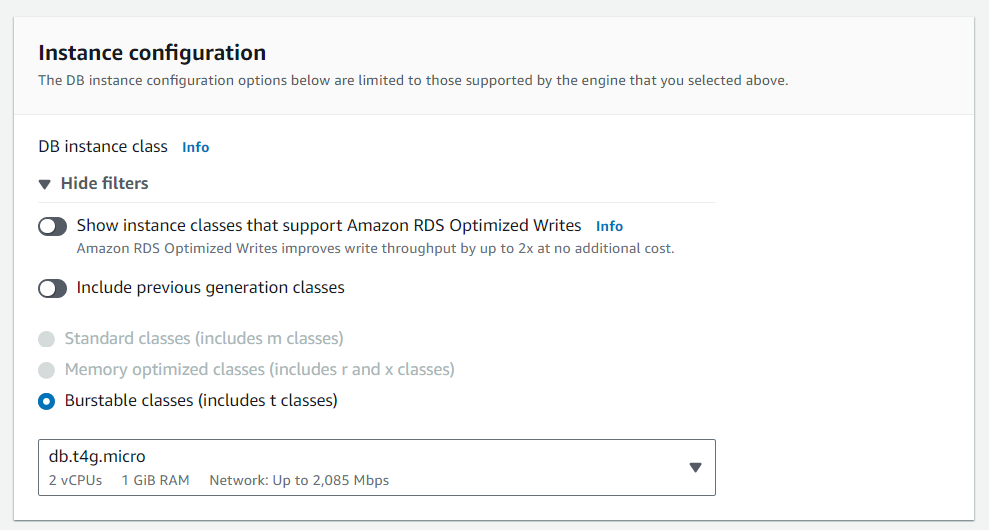 Instance configuration
The DB instance configuration options below are limited to those supported by the engine that you selected above.
DB instance class Info
Hide filters
Show instance classes that support Amazon RDS Optimized Writes Info
Amazon RDS Optimized Writes improves write throughput by up to 2x at no additional cost.
Include previous generation classes
Standard classes (includes m classes)
Memory optimized classes (includes r and x classes)
Burstable classes (includes t classes)
db.t4g.micro
2 vCPUs 1 GiB RAM Network: Up to 2,085 Mbps